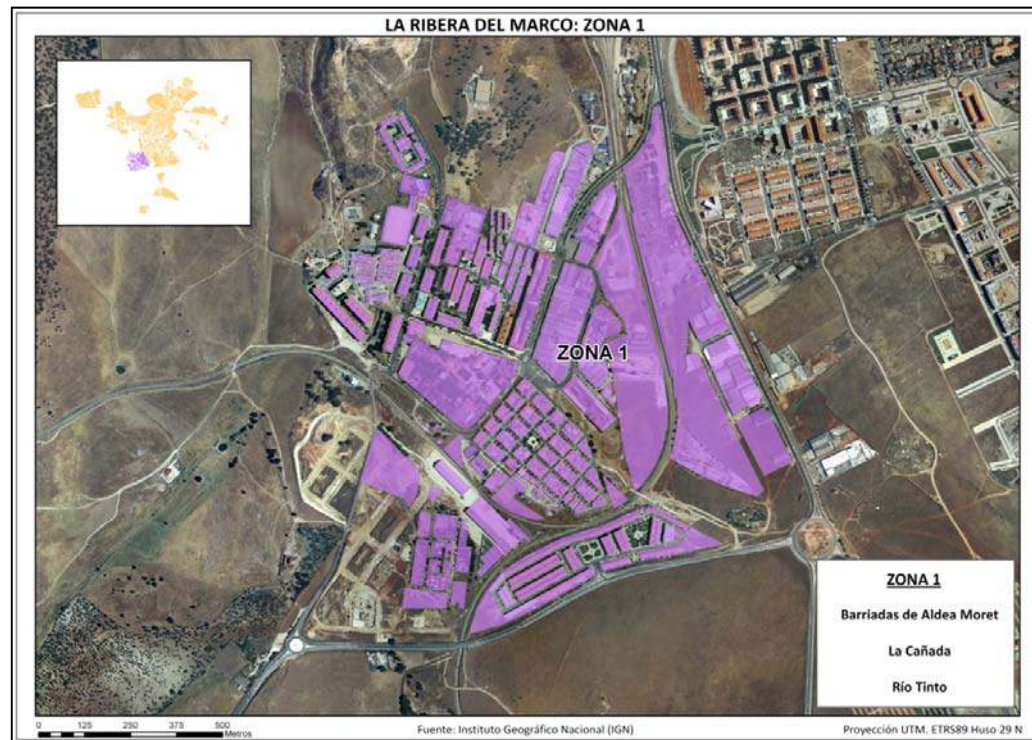 LA RIBERA DEL MARCO: ZONA 1
ZONA 1
ZONA 1
Barriadas de Aldea Moret
La Cañada
Río Tinto
0 125 250 375 500
Metros
Fuente: Instituto Geográfico Nacional (IGN)
Proyección UTM. ETRS89 Huso 29 N